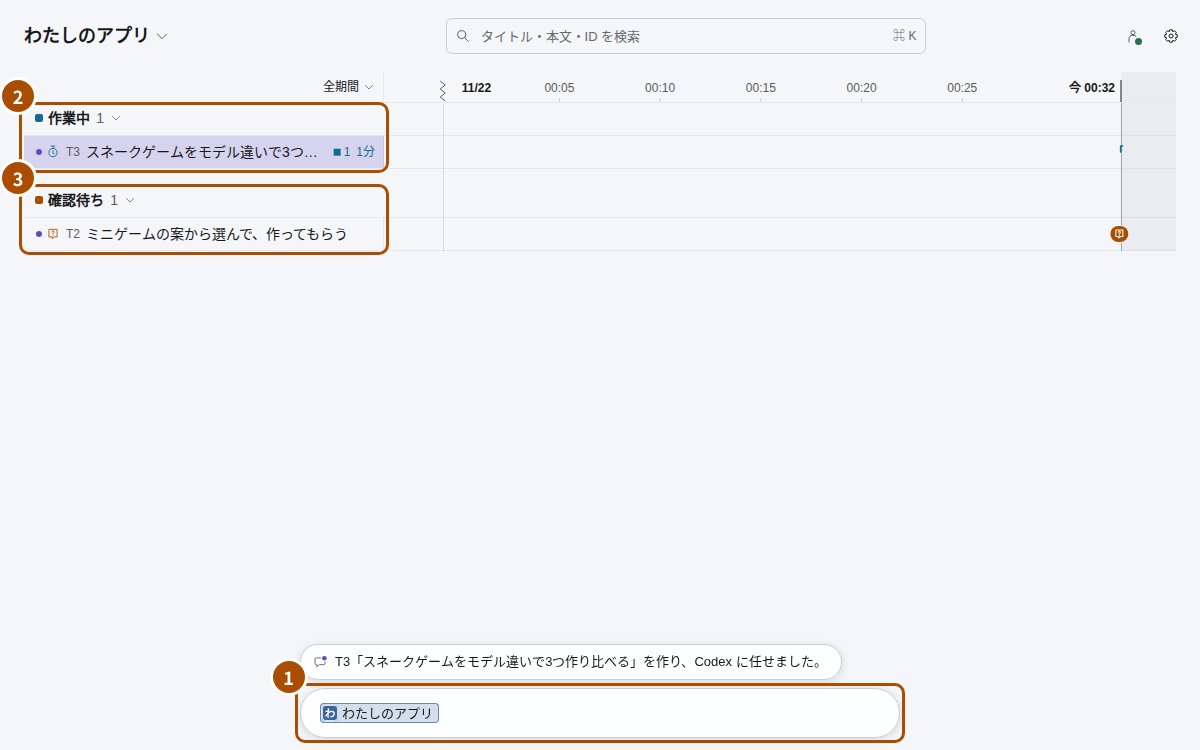 わたしのアプリ
タイトル・本文・ID を検索
⌘ K
全期間
11/22 00:05 00:10 00:15 00:20 00:25 今 00:32
2
作業中 1
T3 スネークゲームをモデル違いで3つ… 1 1分
3
確認待ち 1
T2 ミニゲームの案から選んで、作ってもらう
T3「スネークゲームをモデル違いで3つ作り比べる」を作り、Codex に任せました。
1
わ わたしのアプリ